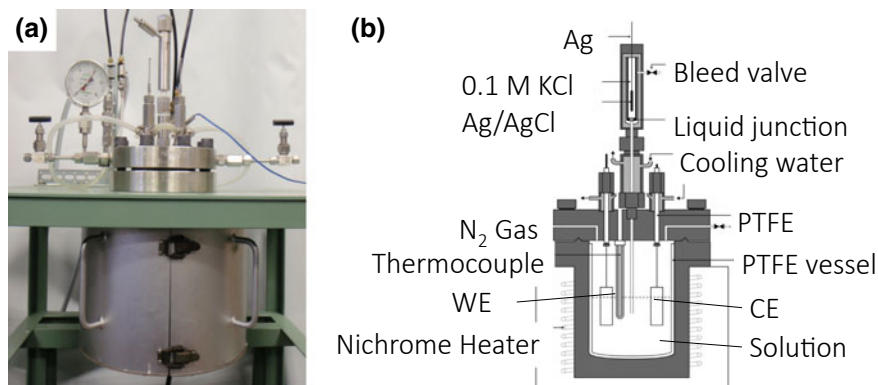 (a)
(b)
Ag
Bleed valve
0.1 M KCl
Ag/AgCl
Liquid junction
Cooling water
PTFE
N₂ Gas
Thermocouple
PTFE vessel
WE
CE
Nichrome Heater
Solution